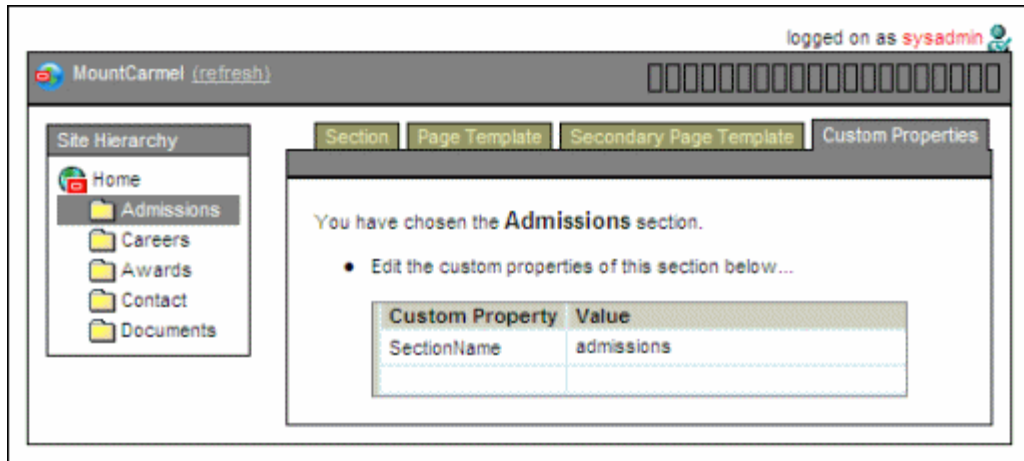 logged on as sysadmin
MountCarmel (refresh)
Site Hierarchy
Home
Admissions
Careers
Awards
Contact
Documents
Section Page Template Secondary Page Template Custom Properties
You have chosen the Admissions section.
• Edit the custom properties of this section below...
Custom Property Value
SectionName admissions